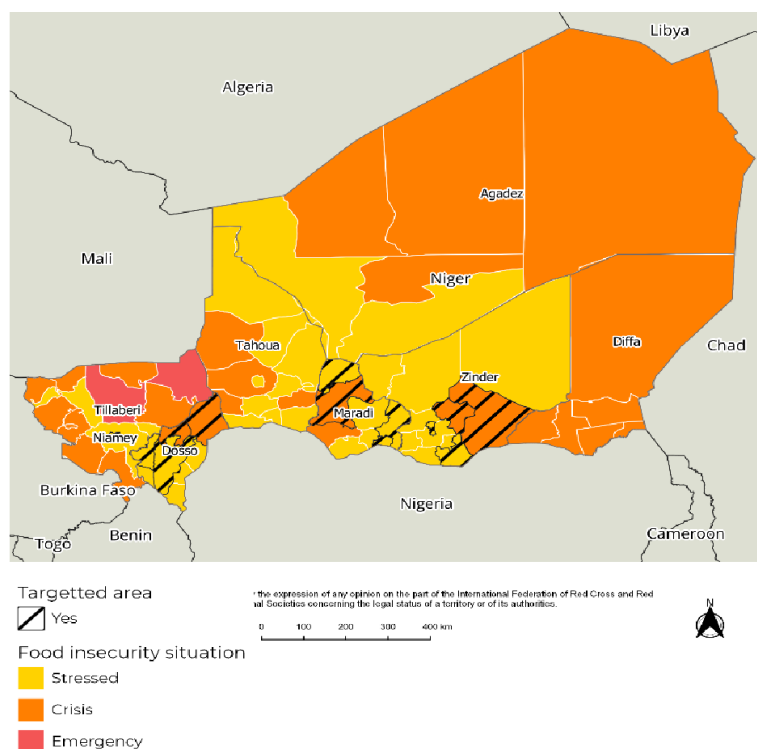 Libya
Algeria
Agadez
Mali
Niger
Diffa
Chad
Tahoua
Zinder
Tillaberi
Maradi
Niamey
Dosso
Burkina Faso
Nigeria
Benin
Togo
Cameroon
Targetted area
Yes
the expression of any opinion on the part of the International Federation of Red Cross and Red
al Societies concerning the legal status of a territory or of its authorities.
0 100 200 300 400 km
N
Food insecurity situation
Stressed
Crisis
Emergency